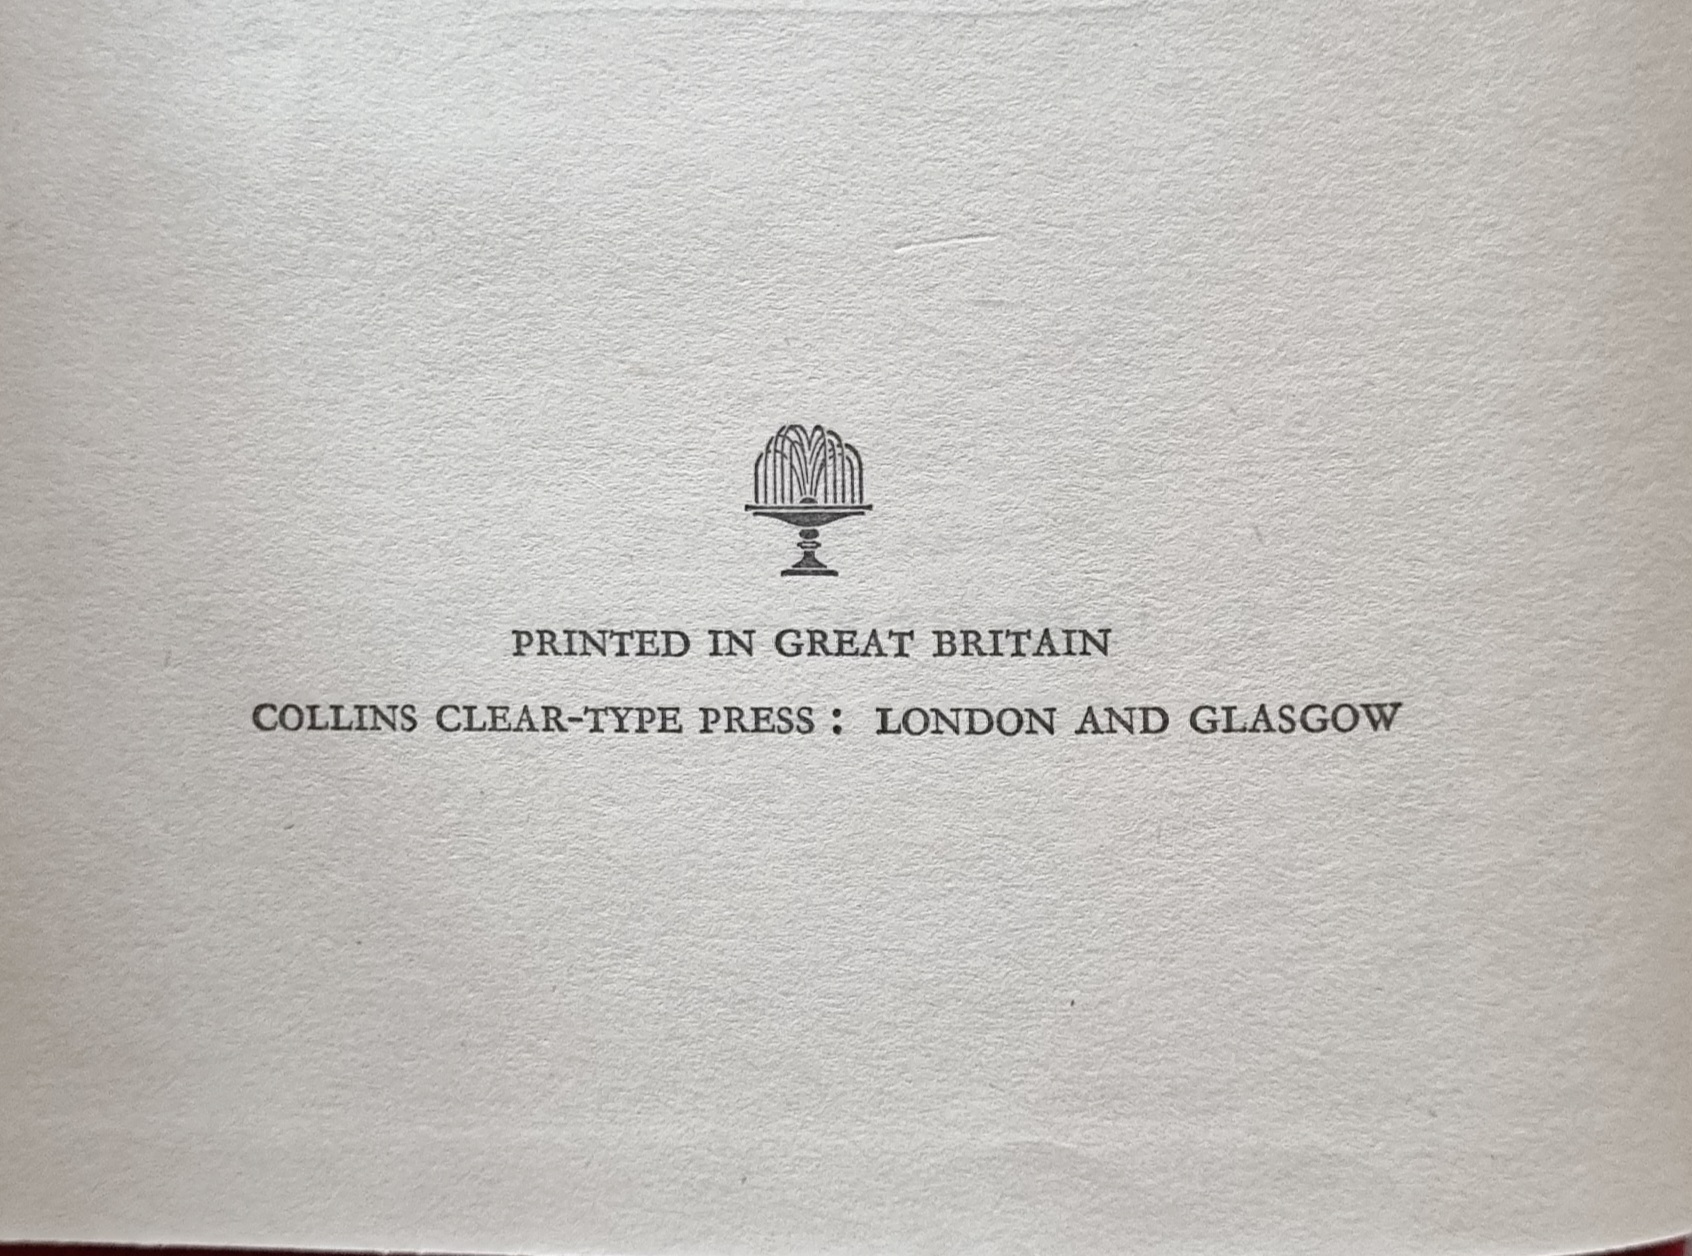 PRINTED IN GREAT BRITAIN
COLLINS CLEAR-TYPE PRESS : LONDON AND GLASGOW